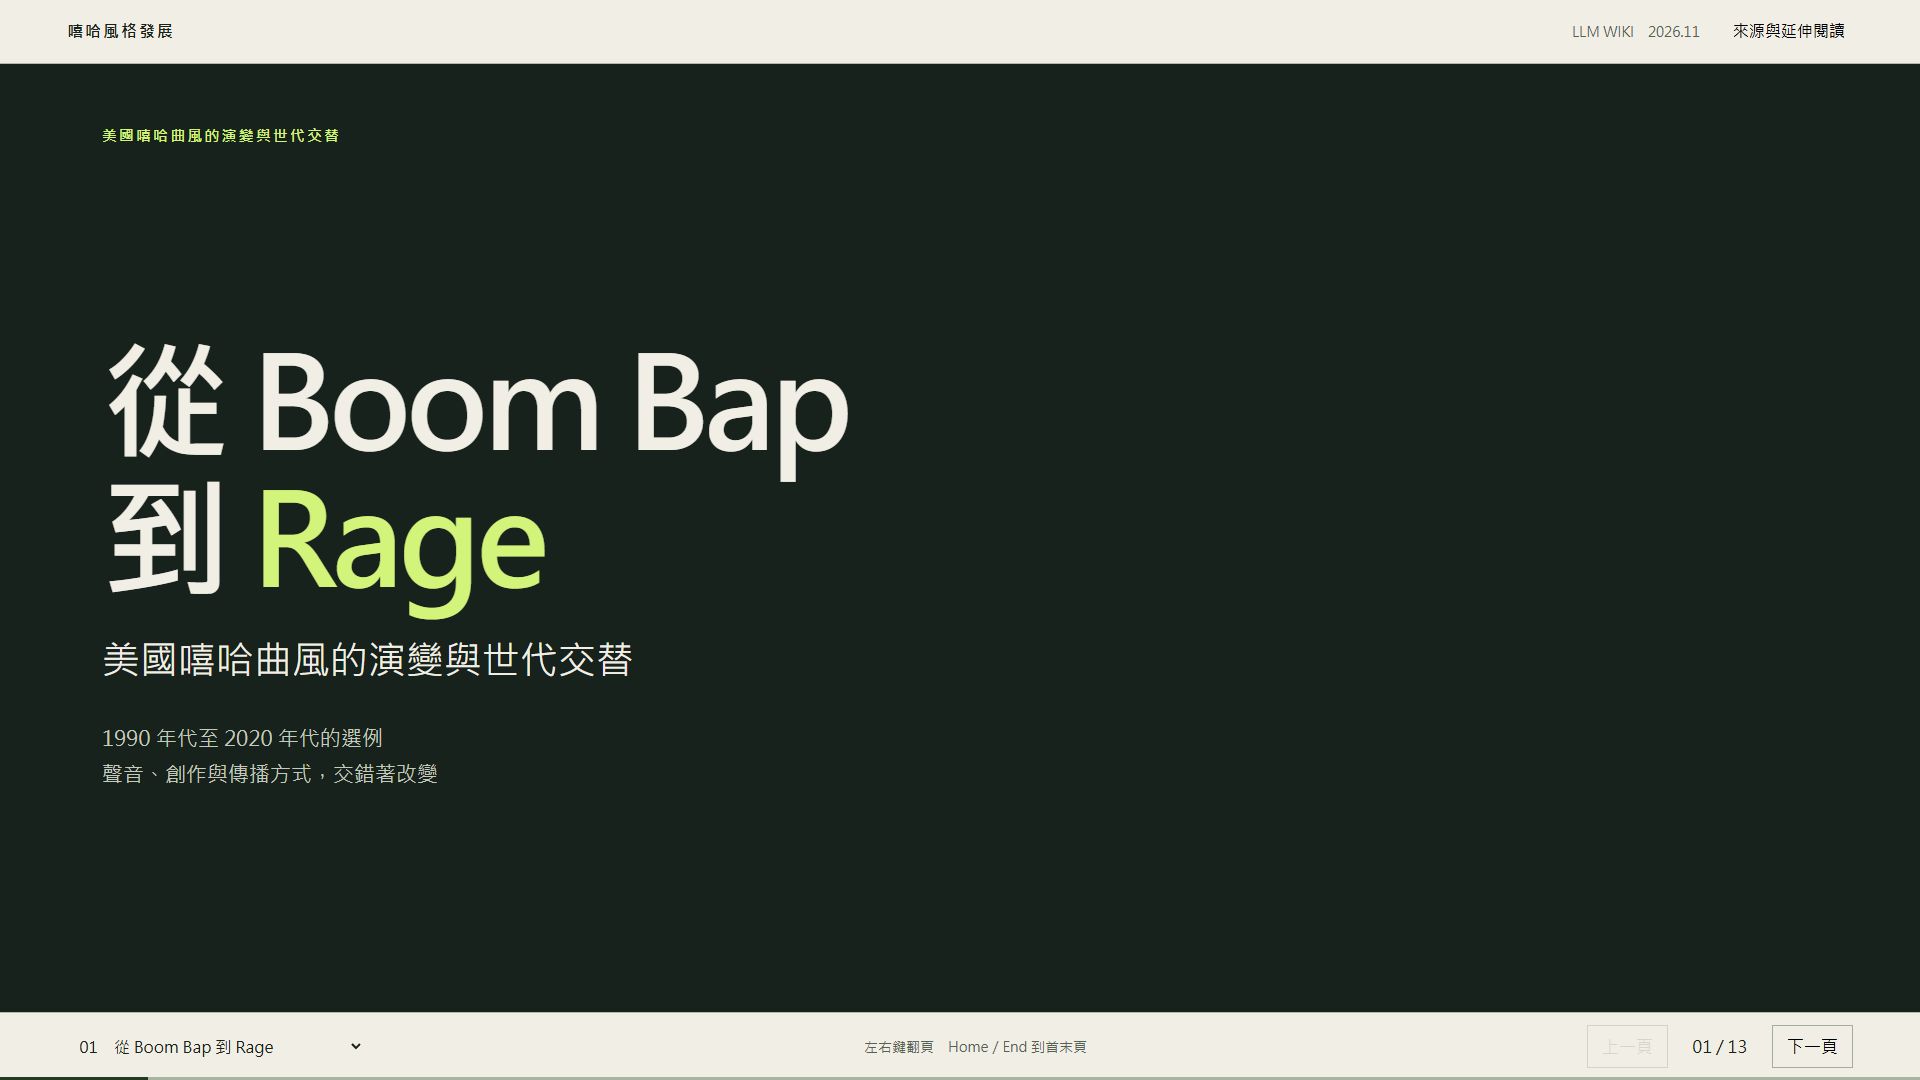 嘻哈風格發展
LLM WIKI 2026.11 來源與延伸閱讀
美國嘻哈曲風的演變與世代交替
從 Boom Bap
到 Rage
美國嘻哈曲風的演變與世代交替
1990 年代至 2020 年代的選例
聲音、創作與傳播方式，交錯著改變
01 從 Boom Bap 到 Rage
左右鍵翻頁 Home / End 到首末頁
上一頁 01 / 13 下一頁